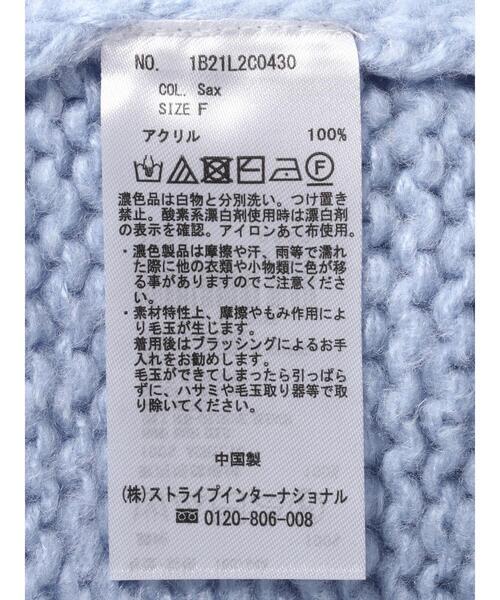 NO. 1B21L2C0430
COL. Sax
SIZE F
アクリル 100%
F
濃色品は白物と分別洗い。つけ置き
禁止。酸素系漂白剤使用時は漂白剤
の表示を確認。アイロンあて布使用。
・濃色製品は摩擦や汗、雨等で濡れ
た際に他の衣類や小物類に色が移
る事がありますのでご注意くださ
い。
・素材特性上、摩擦やもみ作用によ
り毛玉が生じます。
着用後はブラッシングによるお手
入れをお勧めします。
毛玉ができてしまったら引っぱら
ずに、ハサミや毛玉取り器等で取
り除いてください。
中国製
(株)ストライプインターナショナル
0120-806-008